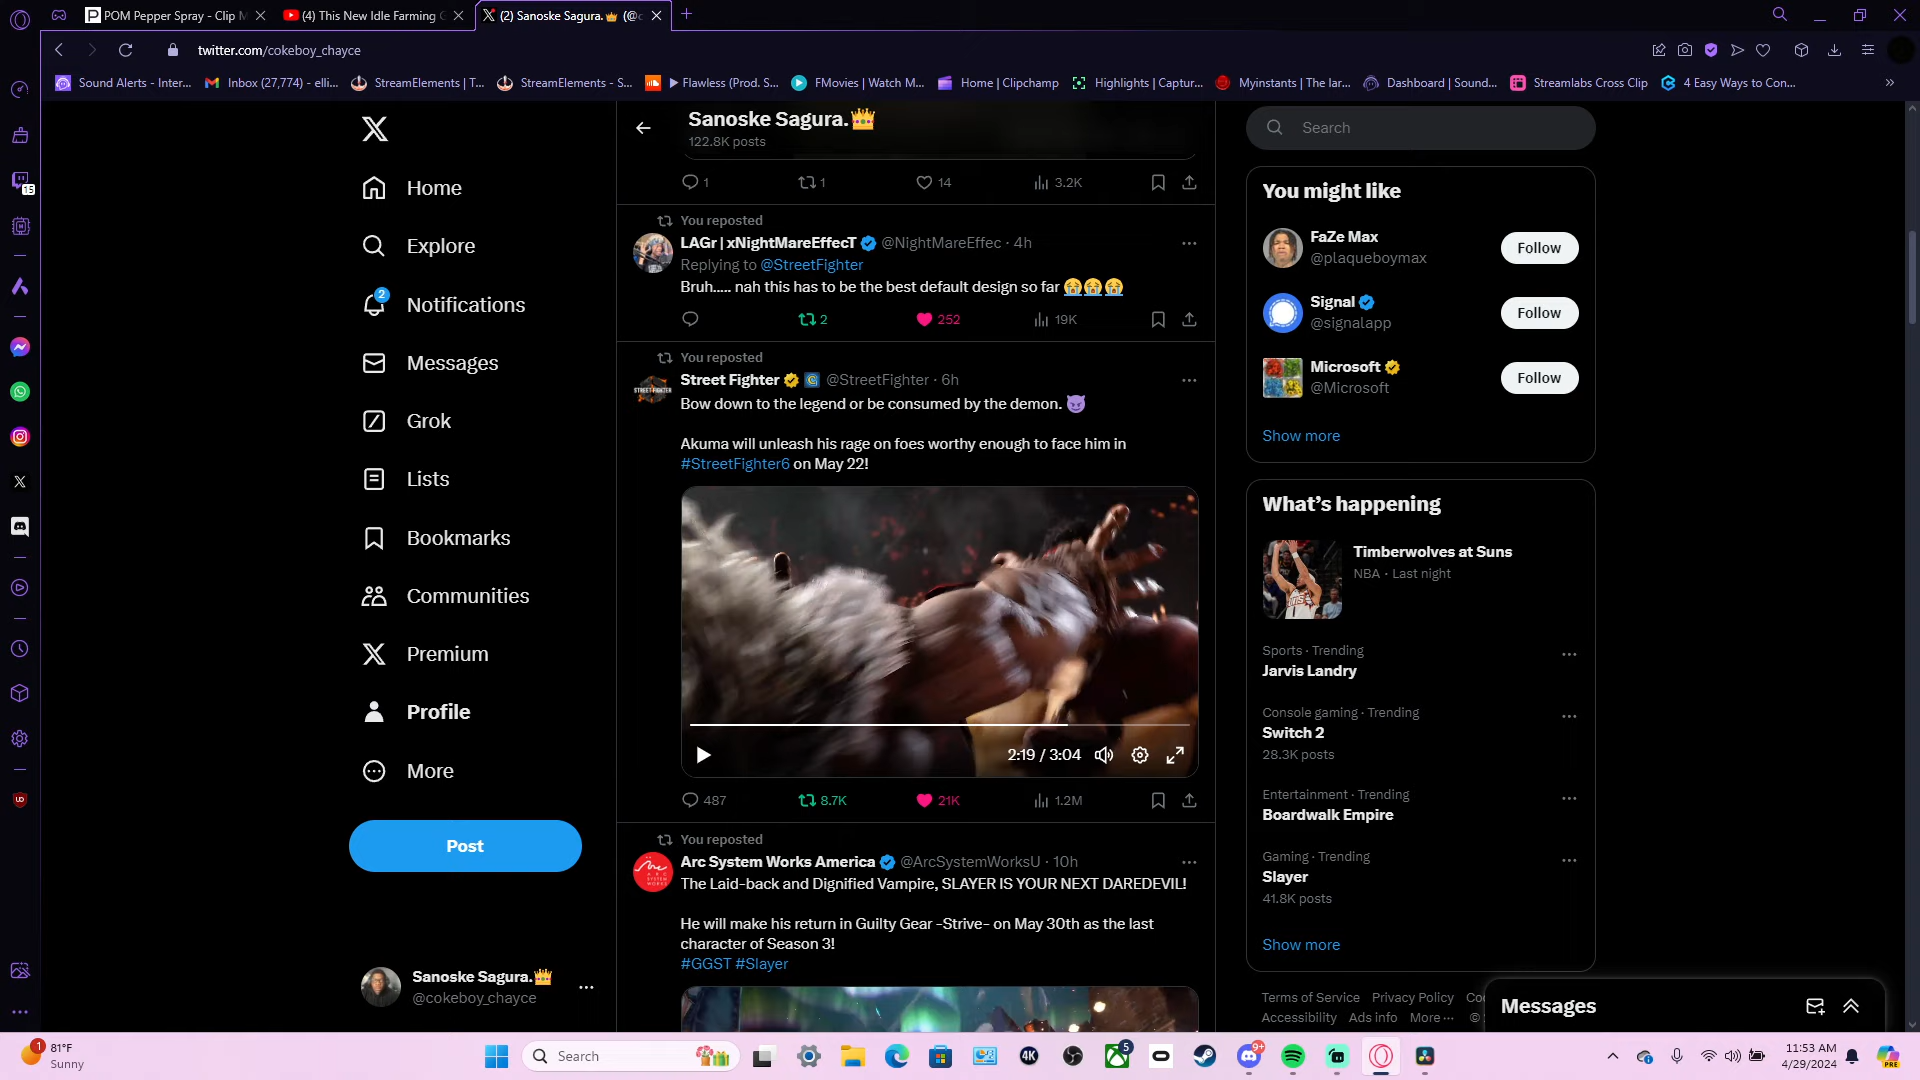 POM Pepper Spray - Clip M
(4) This New Idle Farming G
(2) Sanoske Sagura.👑 (@c
twitter.com/cokeboy_chayce
Sound Alerts - Inter...
Inbox (27,774) - elli...
StreamElements | T...
StreamElements - S...
▶ Flawless (Prod. S...
FMovies | Watch M...
Home | Clipchamp
Highlights | Captur...
Myinstants | The lar...
Dashboard | Sound...
Streamlabs Cross Clip
4 Easy Ways to Con...
15
Home
Explore
2
Notifications
Messages
Grok
Lists
Bookmarks
Communities
Premium
Profile
More
Post
Sanoske Sagura.👑
@cokeboy_chayce
Sanoske Sagura.👑
122.8K posts
1 1 14 3.2K
You reposted
LAGr | xNightMareEffecT @NightMareEffec · 4h
Replying to @StreetFighter
Bruh..... nah this has to be the best default design so far 😭😭😭
2 252 19K
You reposted
STREET FIGHTER
Street Fighter @StreetFighter · 6h
Bow down to the legend or be consumed by the demon. 😈
Akuma will unleash his rage on foes worthy enough to face him in
#StreetFighter6 on May 22!
2:19 / 3:04
487 8.7K 21K 1.2M
You reposted
Arc System Works America @ArcSystemWorksU · 10h
The Laid-back and Dignified Vampire, SLAYER IS YOUR NEXT DAREDEVIL!
He will make his return in Guilty Gear -Strive- on May 30th as the last
character of Season 3!
#GGST #Slayer
Search
You might like
FaZe Max
@plaqueboymax
Follow
Signal
@signalapp
Follow
Microsoft
@Microsoft
Follow
Show more
What's happening
Timberwolves at Suns
NBA · Last night
Sports · Trending
Jarvis Landry
Console gaming · Trending
Switch 2
28.3K posts
Entertainment · Trending
Boardwalk Empire
Gaming · Trending
Slayer
41.8K posts
Show more
Terms of Service Privacy Policy Coo
Accessibility Ads info More ··· ©
Messages
1
81°F
Sunny
Search
4K
5
9+
11:53 AM
4/29/2024
PRE